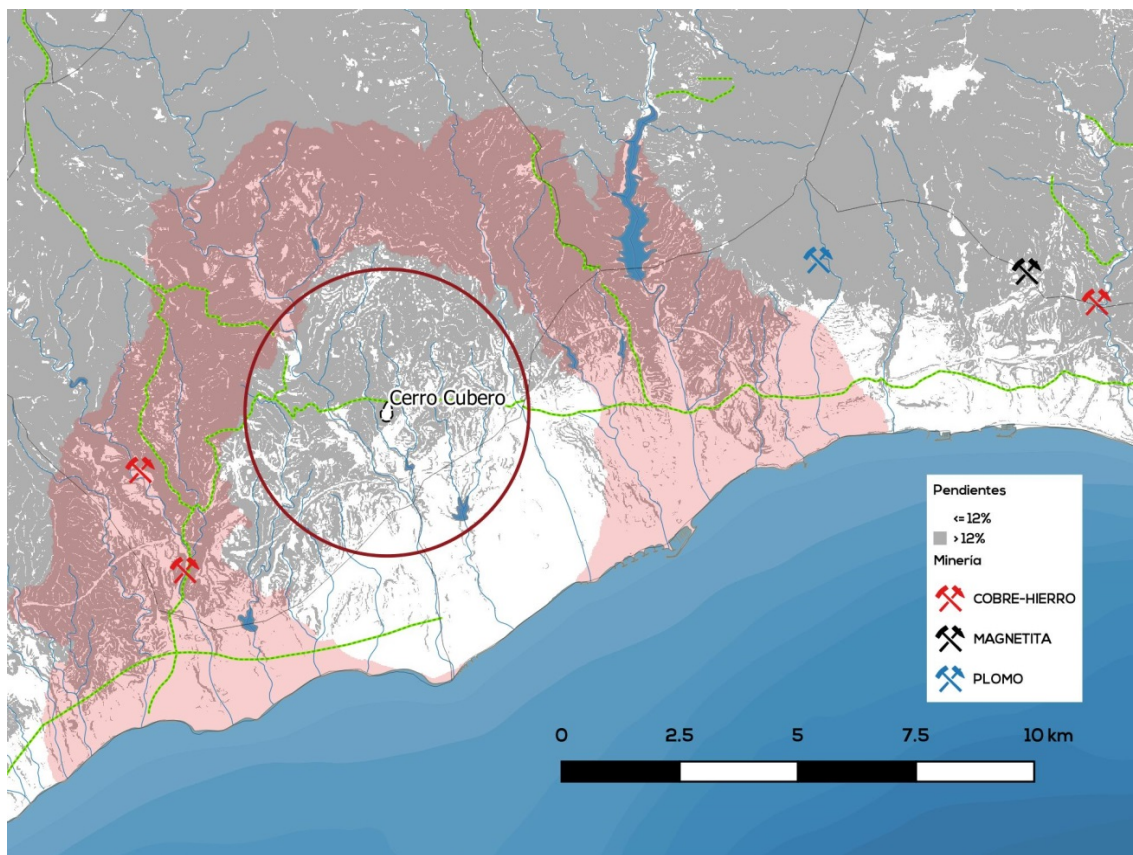 Cerro Cubero
Pendientes
<= 12%
> 12%
Minería
COBRE-HIERRO
MAGNETITA
PLOMO
0 2.5 5 7.5 10 km